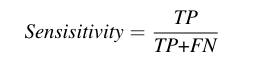 Sensisitivity = TP / TP+FN